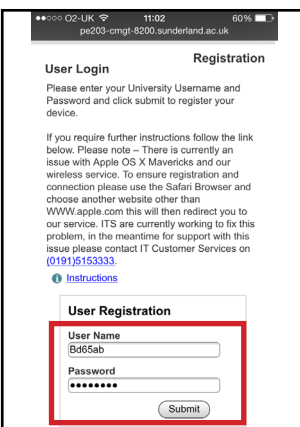 O2-UK 11:02 60%
pe203-cmgt-8200.sunderland.ac.uk
Registration
User Login
Please enter your University Username and
Password and click submit to register your
device.
If you require further instructions follow the link
below. Please note – There is currently an
issue with Apple OS X Mavericks and our
wireless service. To ensure registration and
connection please use the Safari Browser and
choose another website other than
WWW.apple.com this will then redirect you to
our service. ITS are currently working to fix this
problem, in the meantime for support with this
issue please contact IT Customer Services on
(0191)5153333.
Instructions
User Registration
User Name
Bd65ab
Password
••••••••
Submit